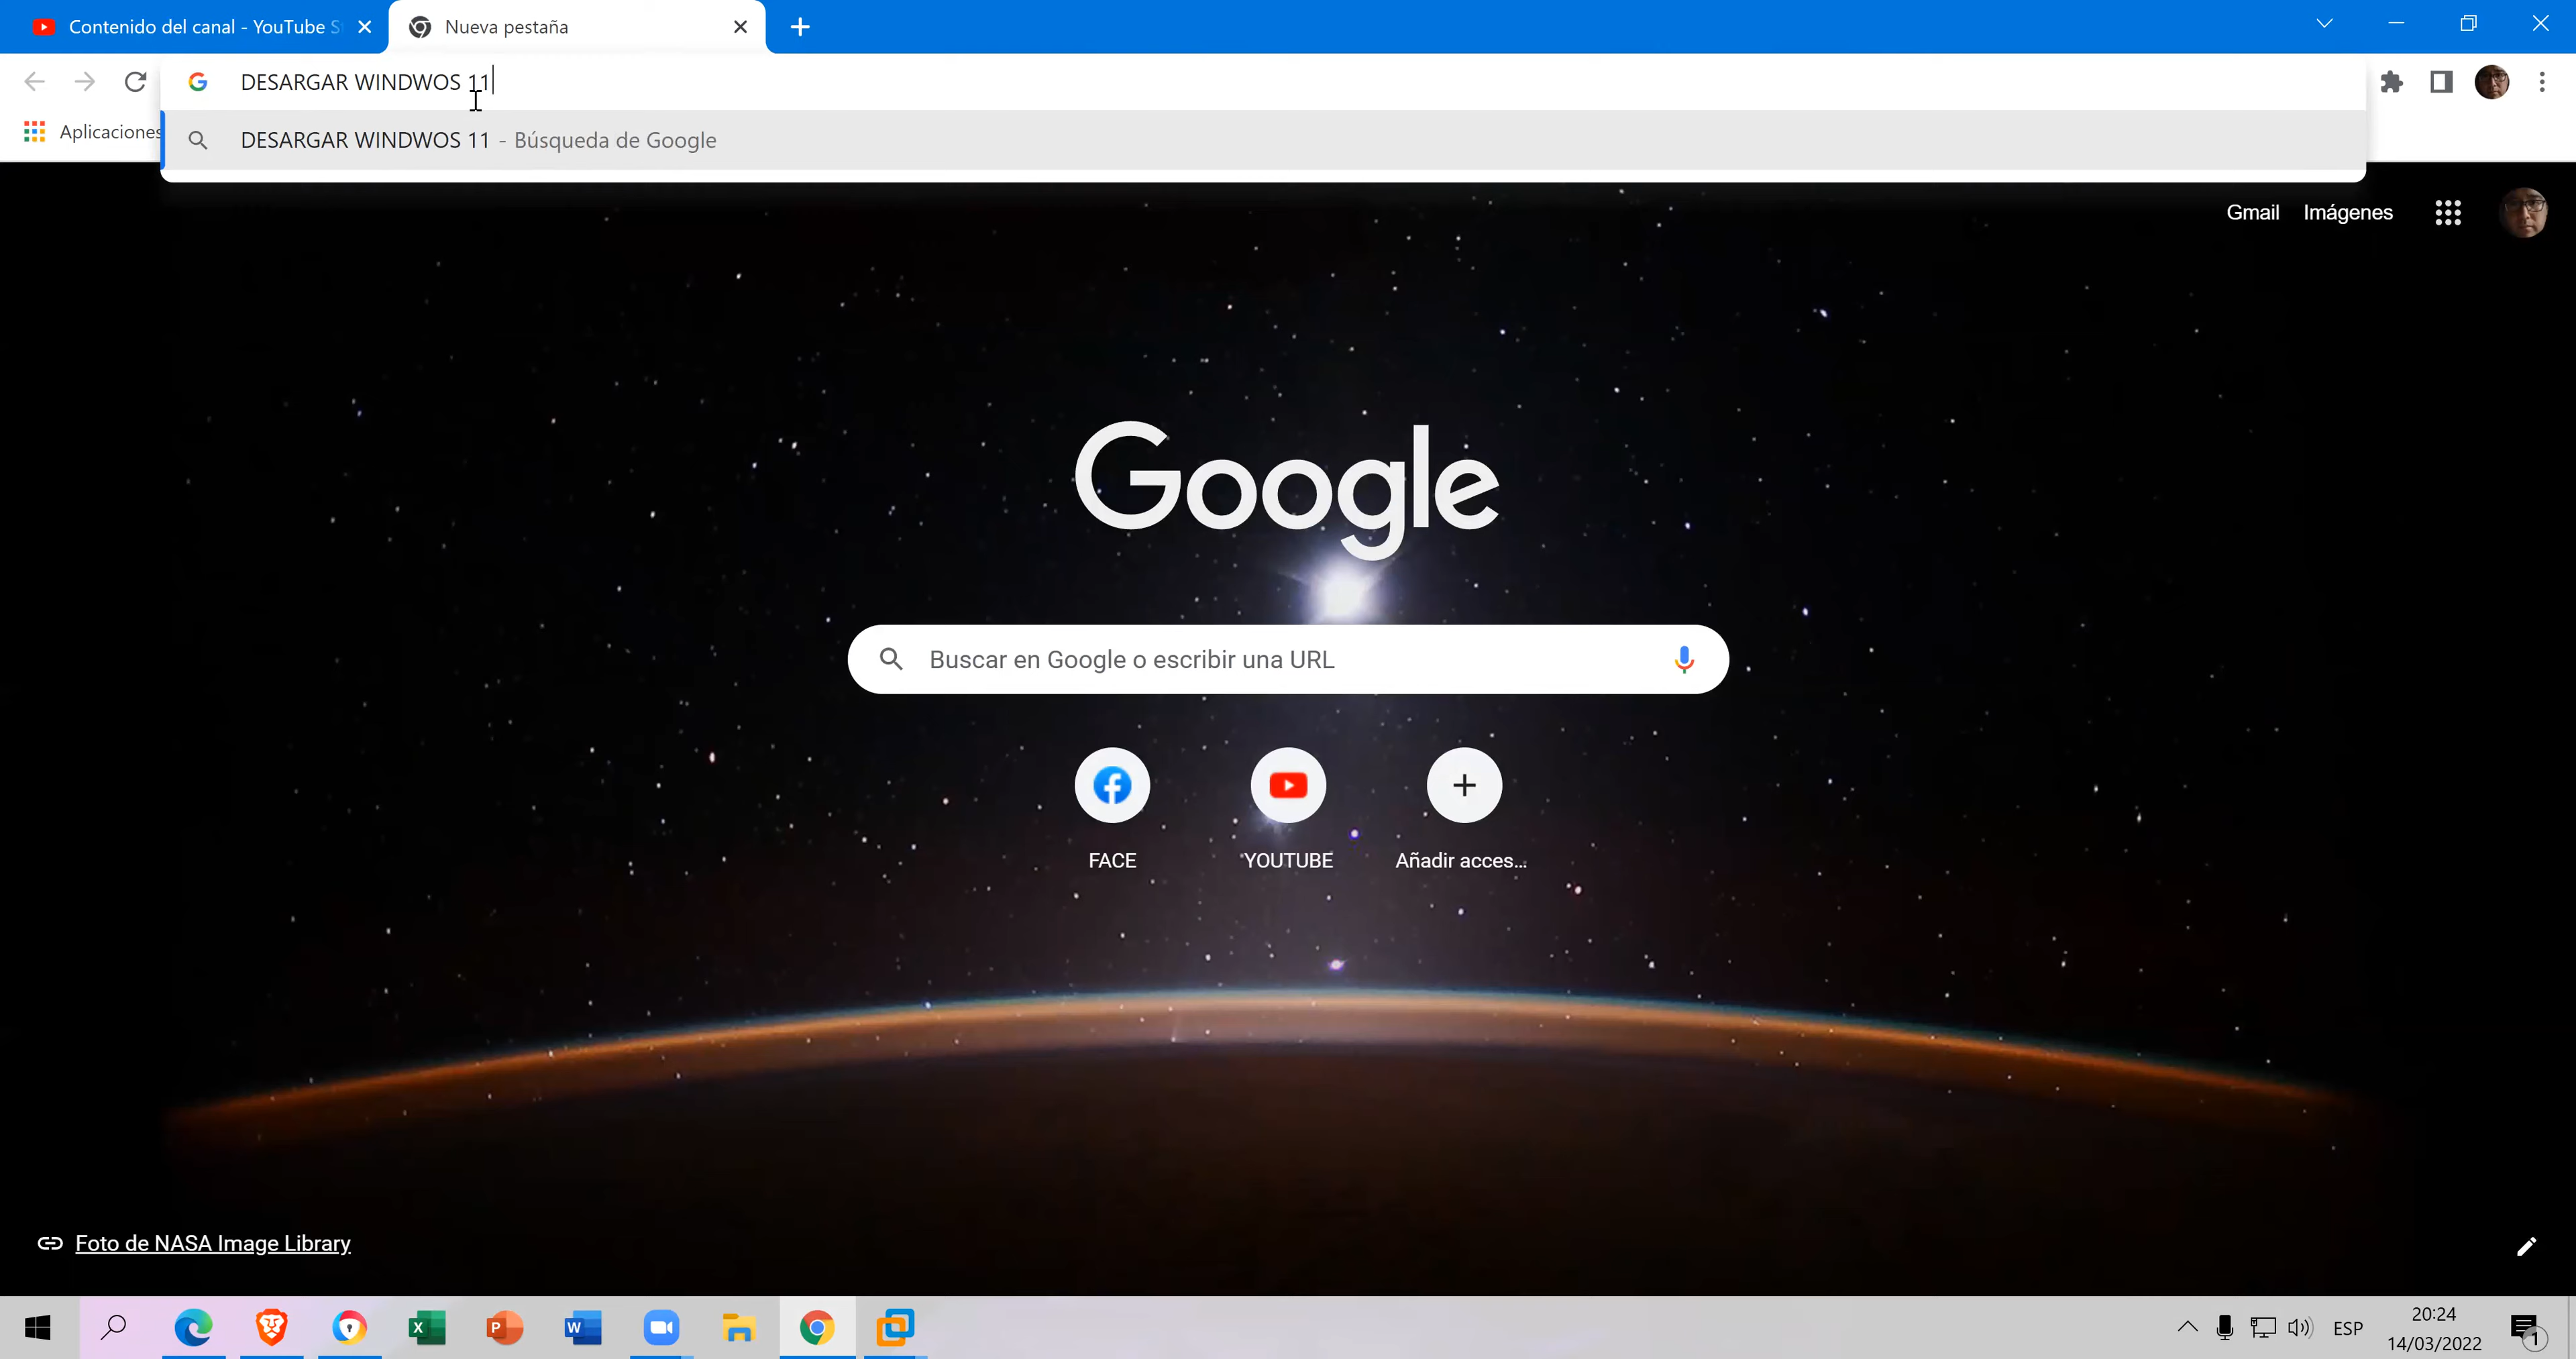 Contenido del canal - YouTube S
Nueva pestaña
DESARGAR WINDWOS 11
Aplicaciones
DESARGAR WINDWOS 11 - Búsqueda de Google
Gmail Imágenes
Google
Buscar en Google o escribir una URL
FACE
YOUTUBE
Añadir acces...
Foto de NASA Image Library
ESP
20:24
14/03/2022
1